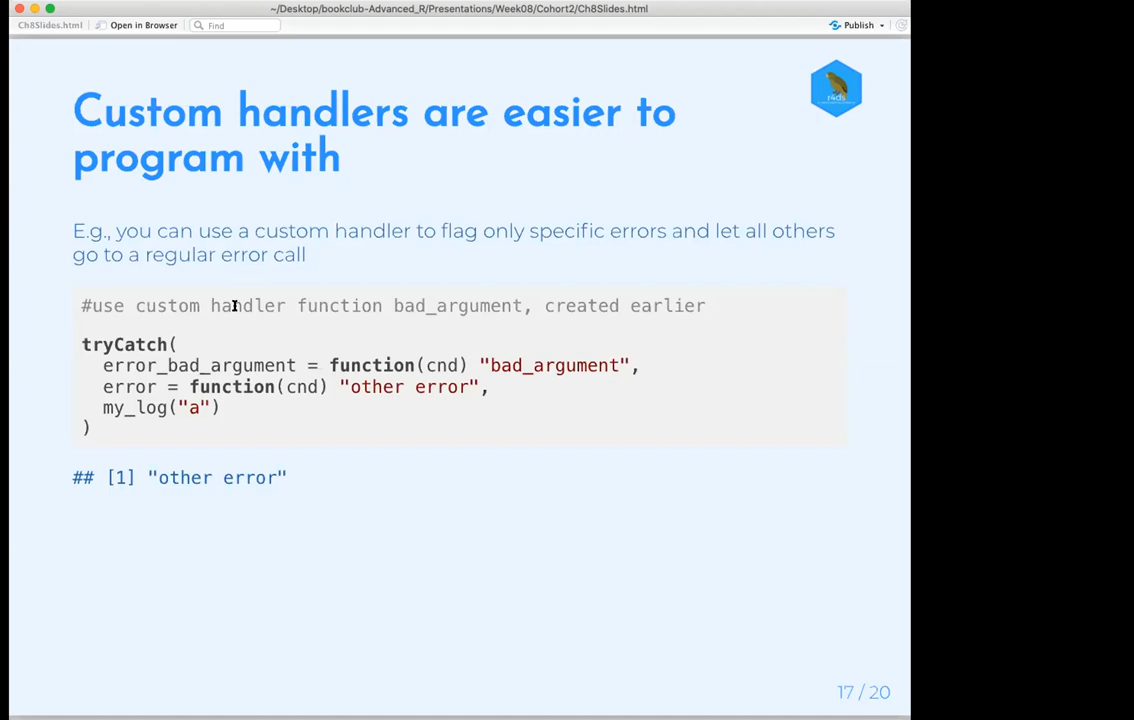 ~/Desktop/bookclub-Advanced_R/Presentations/Week08/Cohort2/Ch8Slides.html
Ch8Slides.html Open in Browser Find Publish
r4ds
Custom handlers are easier to
program with
E.g., you can use a custom handler to flag only specific errors and let all others
go to a regular error call
#use custom handler function bad_argument, created earlier
tryCatch(
error_bad_argument = function(cnd) "bad_argument",
error = function(cnd) "other error",
my_log("a")
)
## [1] "other error"
17 / 20